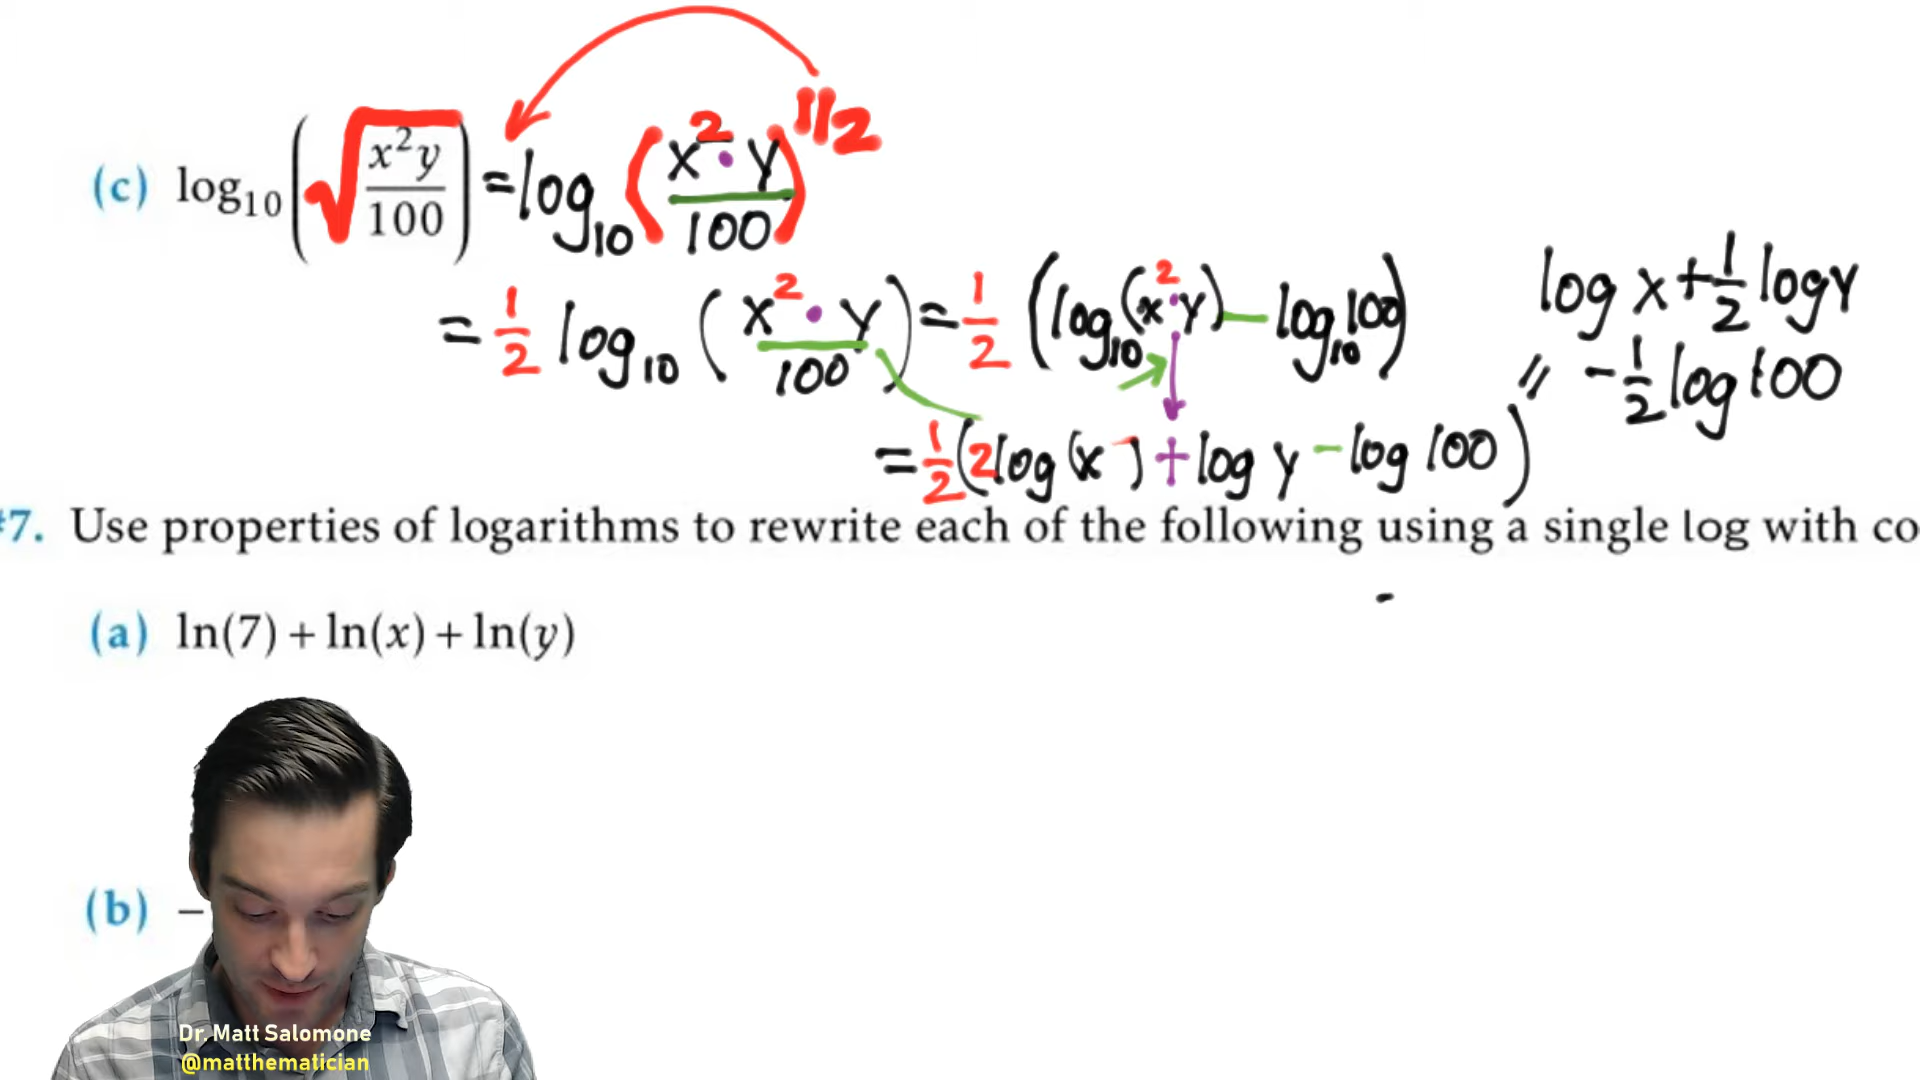 (c) log₁₀(√(x²y/100)) = log₁₀(x²·y/100)^1/2
= 1/2 log₁₀(x²·y/100) = 1/2 (log₁₀(x²·y) − log₁₀100)
= 1/2(2log(x) + log y − log 100)
=
log x + 1/2 log y
− 1/2 log 100
#7. Use properties of logarithms to rewrite each of the following using a single log with co
(a) ln(7) + ln(x) + ln(y)
(b) −
Dr. Matt Salomone
@matthematician